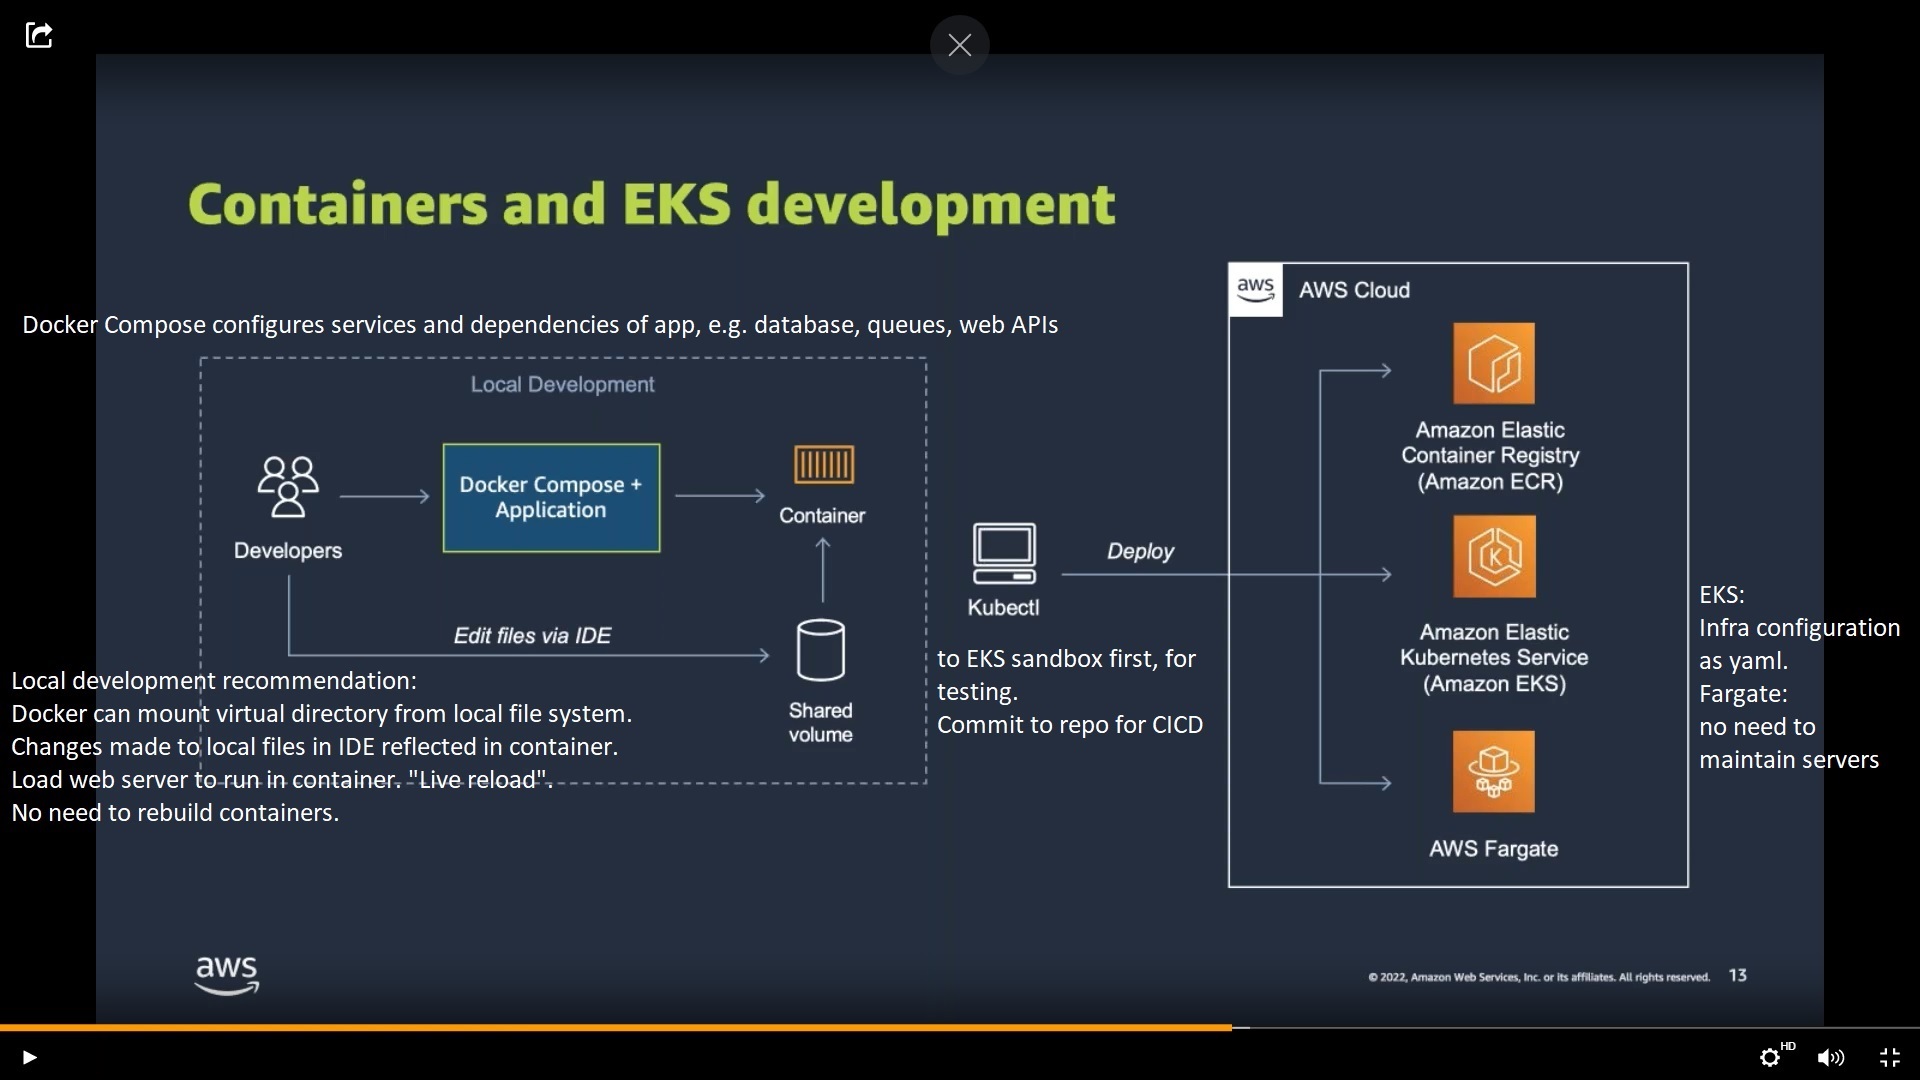 Containers and EKS development
aws
AWS Cloud
Docker Compose configures services and dependencies of app, e.g. database, queues, web APIs
Local Development
Docker Compose +
Application
Container
Developers
Edit files via IDE
Shared
volume
Local development recommendation:
Docker can mount virtual directory from local file system.
Changes made to local files in IDE reflected in container.
Load web server to run in container. "Live reload".
No need to rebuild containers.
Kubectl
Deploy
to EKS sandbox first, for
testing.
Commit to repo for CICD
Amazon Elastic
Container Registry
(Amazon ECR)
Amazon Elastic
Kubernetes Service
(Amazon EKS)
AWS Fargate
EKS:
Infra configuration
as yaml.
Fargate:
no need to
maintain servers
aws
© 2022, Amazon Web Services, Inc. or its affiliates. All rights reserved. 13
HD